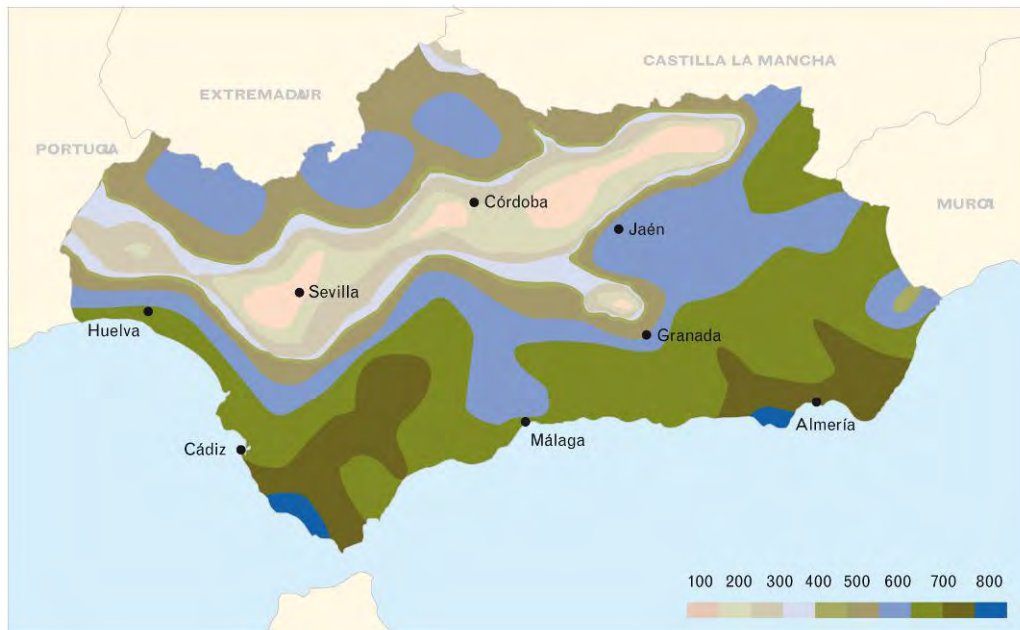 CASTILLA LA MANCHA
EXTREMADUR
PORTUGA
MURCI
Córdoba
Jaén
Sevilla
Huelva
Granada
Almería
Málaga
Cádiz
100 200 300 400 500 600 700 800